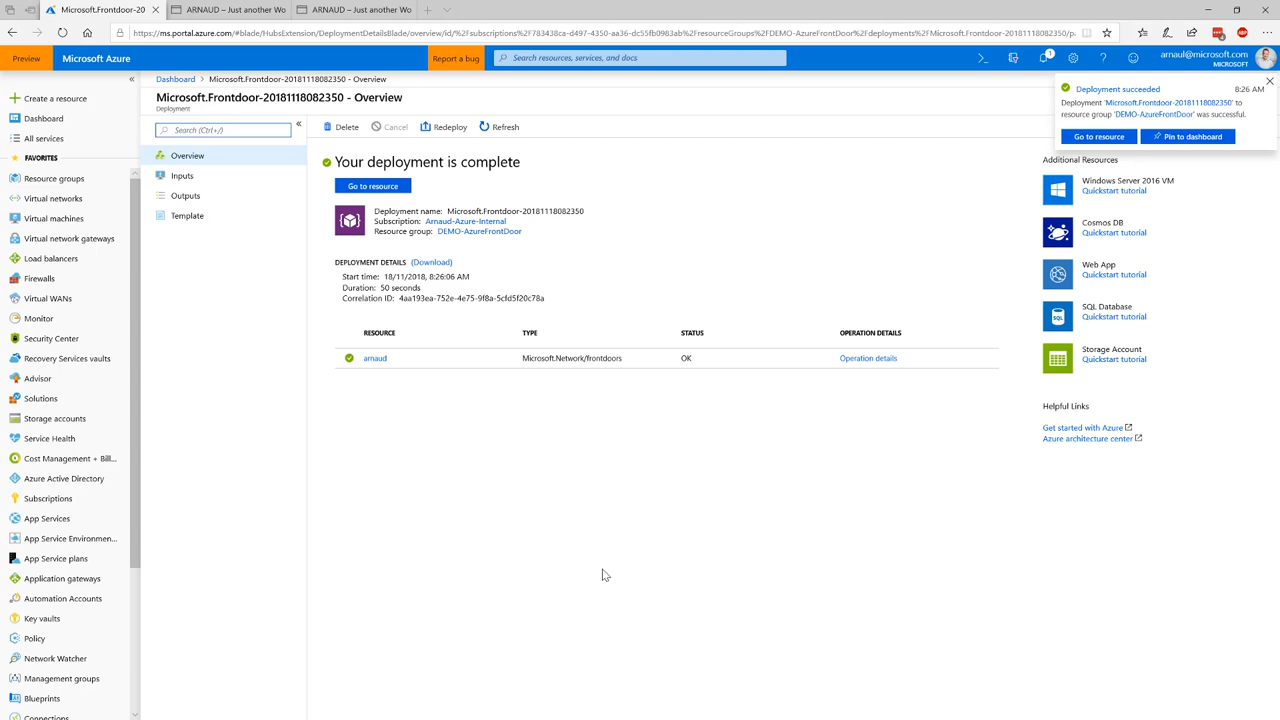 Microsoft.Frontdoor-20
ARNAUD – Just another Wo
ARNAUD – Just another Wo
Preview
Microsoft Azure
Report a bug
Search resources, services, and docs
1
arnaul@microsoft.com
MICROSOFT
Dashboard > Microsoft.Frontdoor-20181118082350 - Overview
Microsoft.Frontdoor-20181118082350 - Overview
Deployment
Search (Ctrl+/)
Overview
Inputs
Outputs
Template
Create a resource
Dashboard
All services
FAVORITES
Resource groups
Virtual networks
Virtual machines
Virtual network gateways
Load balancers
Firewalls
Virtual WANs
Monitor
Security Center
Recovery Services vaults
Advisor
Solutions
Storage accounts
Service Health
Cost Management + Bill...
Azure Active Directory
Subscriptions
App Services
App Service Environmen...
App Service plans
Application gateways
Automation Accounts
Key vaults
Policy
Network Watcher
Management groups
Blueprints
Connections
Delete Cancel Redeploy Refresh
Your deployment is complete
Go to resource
Deployment name: Microsoft.Frontdoor-20181118082350
Subscription: Arnaud-Azure-Internal
Resource group: DEMO-AzureFrontDoor
DEPLOYMENT DETAILS (Download)
Start time: 18/11/2018, 8:26:06 AM
Duration: 50 seconds
Correlation ID: 4aa193ea-752e-4e75-9f8a-5cfd5f20c78a
RESOURCE TYPE STATUS OPERATION DETAILS
arnaud Microsoft.Network/frontdoors OK Operation details
Deployment succeeded 8:26 AM
Deployment 'Microsoft.Frontdoor-20181118082350' to
resource group 'DEMO-AzureFrontDoor' was successful.
Go to resource Pin to dashboard
Additional Resources
Windows Server 2016 VM
Quickstart tutorial
Cosmos DB
Quickstart tutorial
Web App
Quickstart tutorial
SQL
SQL Database
Quickstart tutorial
Storage Account
Quickstart tutorial
Helpful Links
Get started with Azure
Azure architecture center